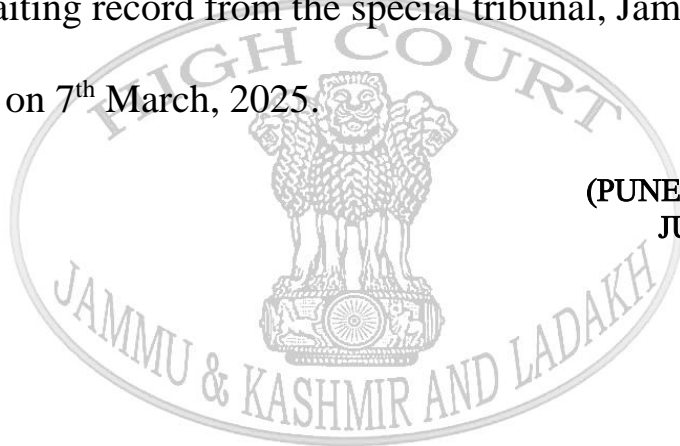 aiting record from the special tribunal, Jam
HIGH COURT
on 7th March, 2025.
(PUNE
JU
JAMMU & KASHMIR AND LADAKH